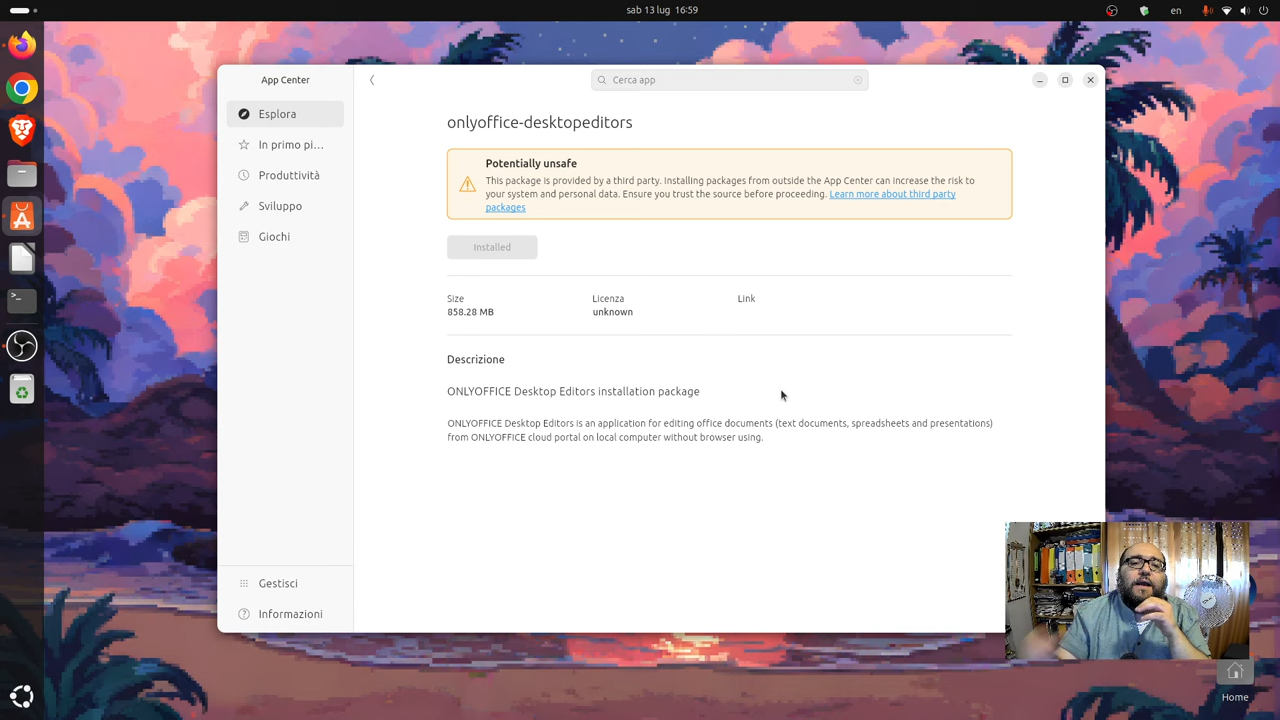 sab 13 lug 16:59
en
App Center
Cerca app
Esplora
In primo pi...
Produttività
Sviluppo
Giochi
Gestisci
Informazioni
onlyoffice-desktopeditors
Potentially unsafe
This package is provided by a third party. Installing packages from outside the App Center can increase the risk to
your system and personal data. Ensure you trust the source before proceeding. Learn more about third party
packages
Installed
Size
858.28 MB
Licenza
unknown
Link
Descrizione
ONLYOFFICE Desktop Editors installation package
ONLYOFFICE Desktop Editors is an application for editing office documents (text documents, spreadsheets and presentations)
from ONLYOFFICE cloud portal on local computer without browser using.
Home